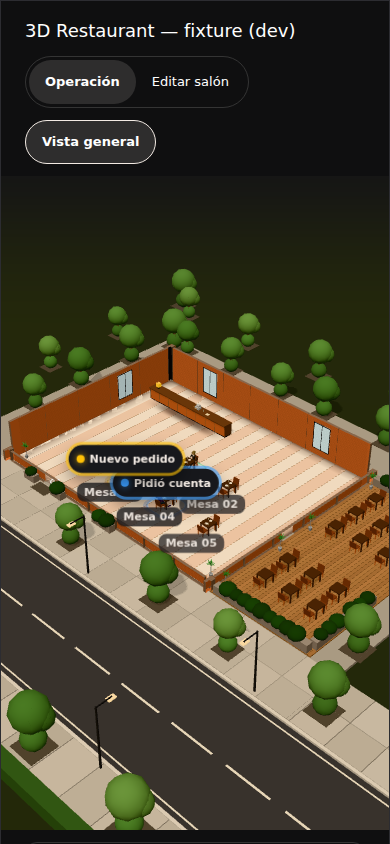 3D Restaurant — fixture (dev)
Operación
Editar salón
Vista general
Nuevo pedido
Pidió cuenta
Mesa
Mesa 02
Mesa 04
Mesa 05